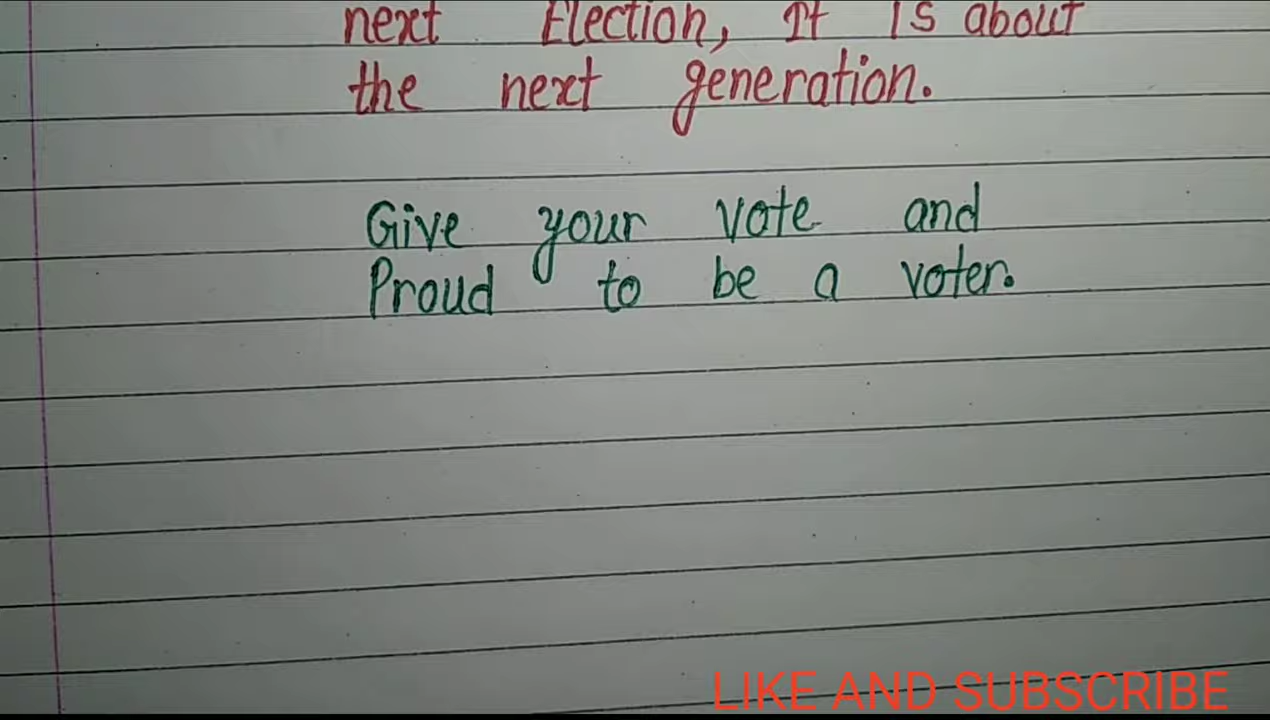 next Election, It is about
the next generation.
Give your vote and
Proud to be a voter.
LIKE AND SUBSCRIBE